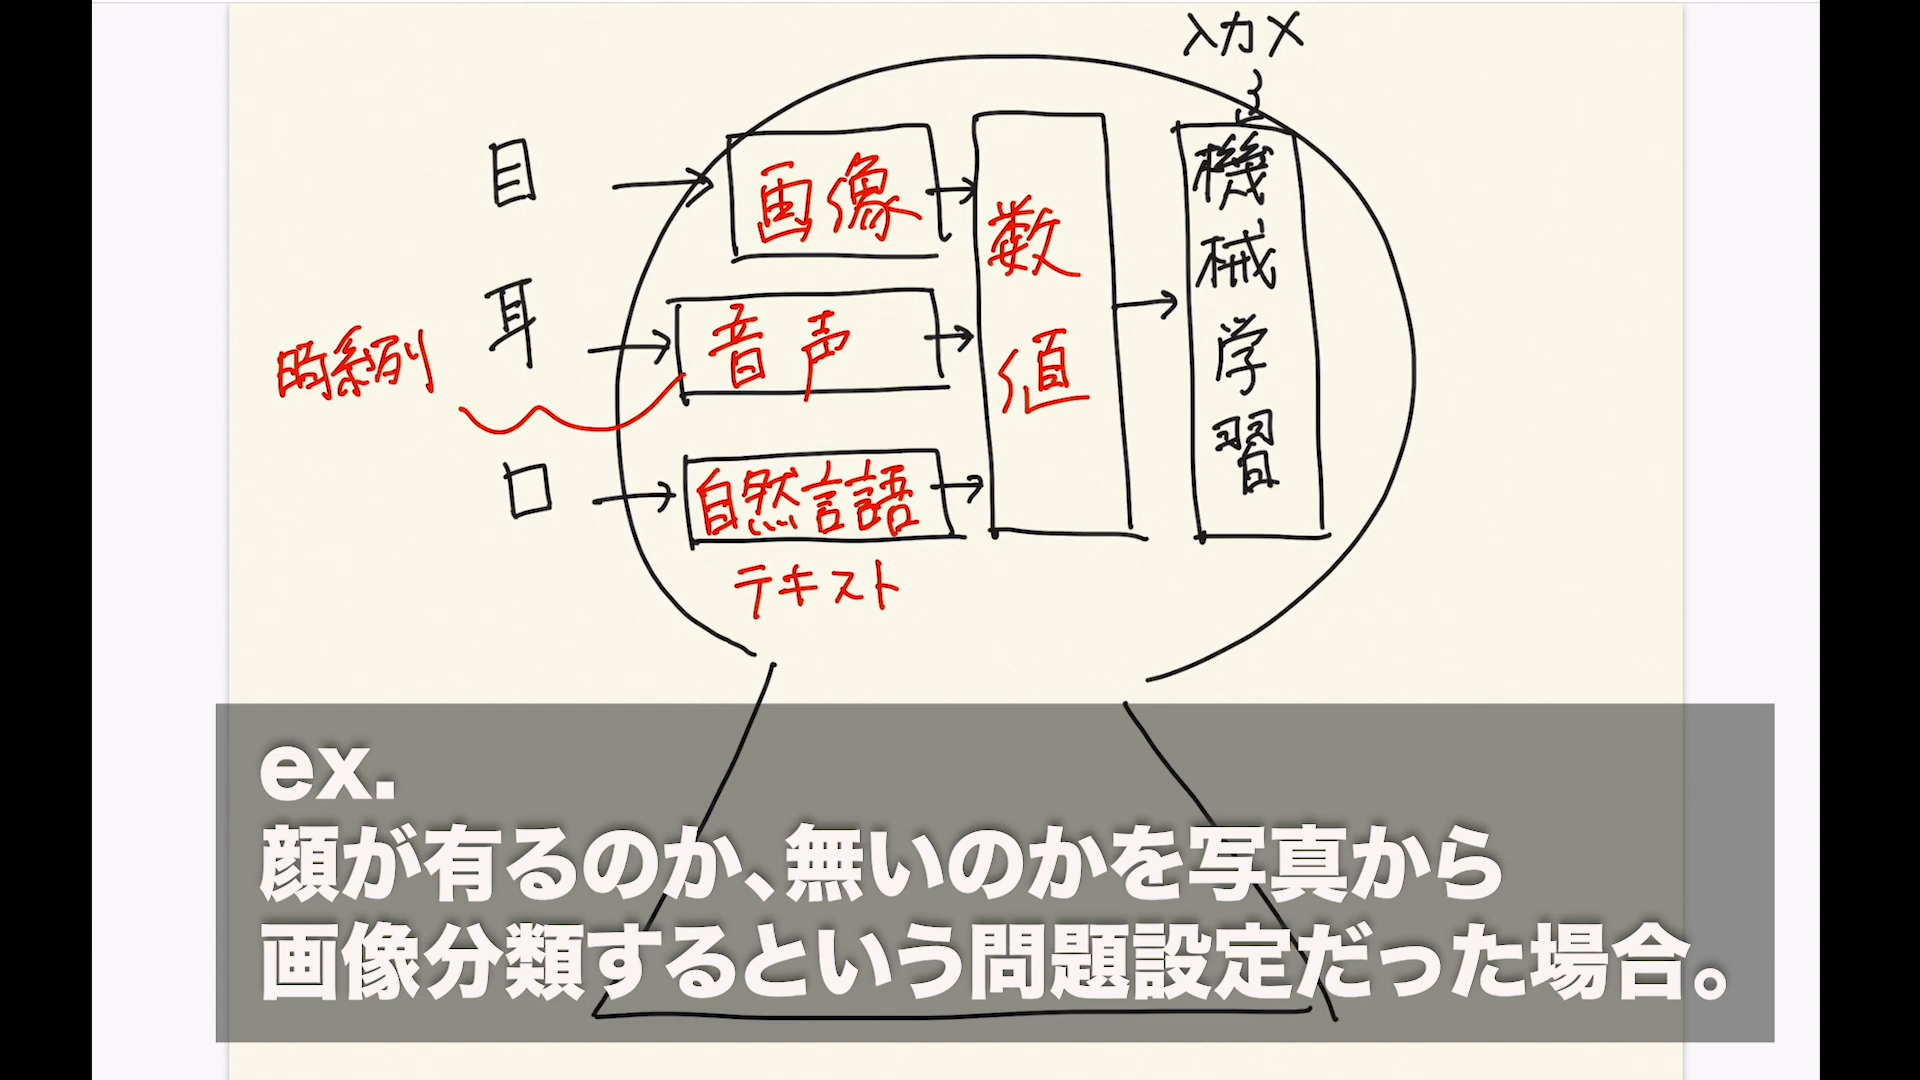 入力 X
目
画像
数値
機械学習
耳
音声
時系列
口
自然言語
テキスト
ex.
顔が有るのか、無いのかを写真から
画像分類するという問題設定だった場合。